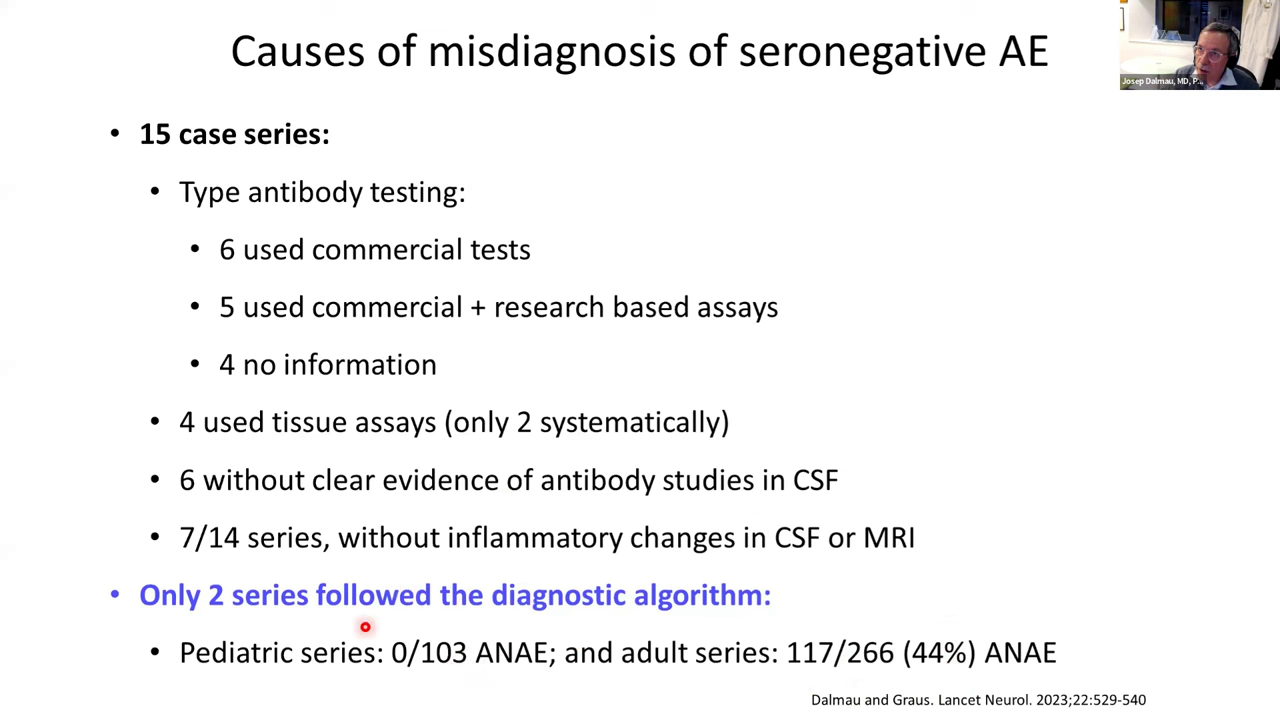 Causes of misdiagnosis of seronegative AE
Josep Dalmau, MD, P...
• 15 case series:
• Type antibody testing:
• 6 used commercial tests
• 5 used commercial + research based assays
• 4 no information
• 4 used tissue assays (only 2 systematically)
• 6 without clear evidence of antibody studies in CSF
• 7/14 series, without inflammatory changes in CSF or MRI
• Only 2 series followed the diagnostic algorithm:
• Pediatric series: 0/103 ANAE; and adult series: 117/266 (44%) ANAE
Dalmau and Graus. Lancet Neurol. 2023;22:529-540